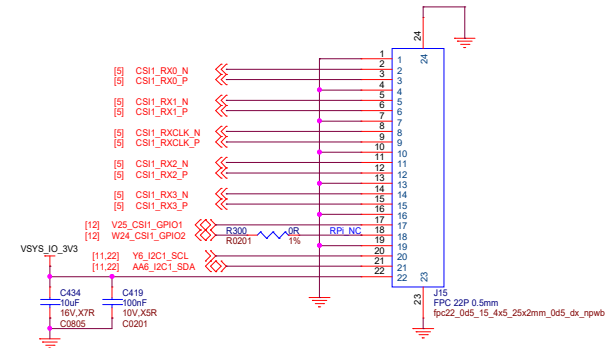 24
24
1 1
[5] CSI1_RX0_N 2 2
[5] CSI1_RX0_P 3 3
4 4
[5] CSI1_RX1_N 5 5
[5] CSI1_RX1_P 6 6
7 7
[5] CSI1_RXCLK_N 8 8
[5] CSI1_RXCLK_P 9 9
10 10
[5] CSI1_RX2_N 11 11
[5] CSI1_RX2_P 12 12
13 13
[5] CSI1_RX3_N 14 14
[5] CSI1_RX3_P 15 15
16 16
[12] V25_CSI1_GPIO1 17 17
[12] W24_CSI1_GPIO2 R300 0R RPi_NC 18 18
R0201 1%
VSYS_IO_3V3 19 19
[11,22] Y6_I2C1_SCL 20 20
[11,22] AA6_I2C1_SDA 21 21
22 22
23
23
C434
10uF
16V,X7R
C0805
C419
100nF
10V,X5R
C0201
J15
FPC 22P 0.5mm
fpc22_0d5_15_4x5_25x2mm_0d5_dx_npwb